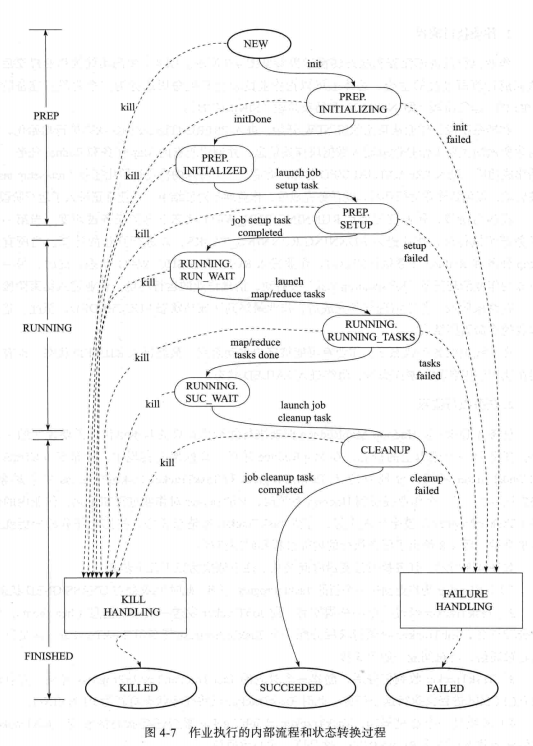 NEW
init
kill
PREP
PREP.
INITIALIZING
initDone
init
failed
kill
PREP.
INITIALIZED
launch job
setup task
kill
PREP.
SETUP
job setup task
completed
kill
setup
failed
RUNNING.
RUN_WAIT
kill
launch
map/reduce tasks
RUNNING
RUNNING.
RUNNING_TASKS
map/reduce
tasks done
kill
tasks
failed
RUNNING.
SUC_WAIT
kill
launch job
cleanup task
CLEANUP
kill
job cleanup task
completed
cleanup
failed
KILL
HANDLING
FAILURE
HANDLING
FINISHED
KILLED
SUCCEEDED
FAILED
图 4-7 作业执行的内部流程和状态转换过程